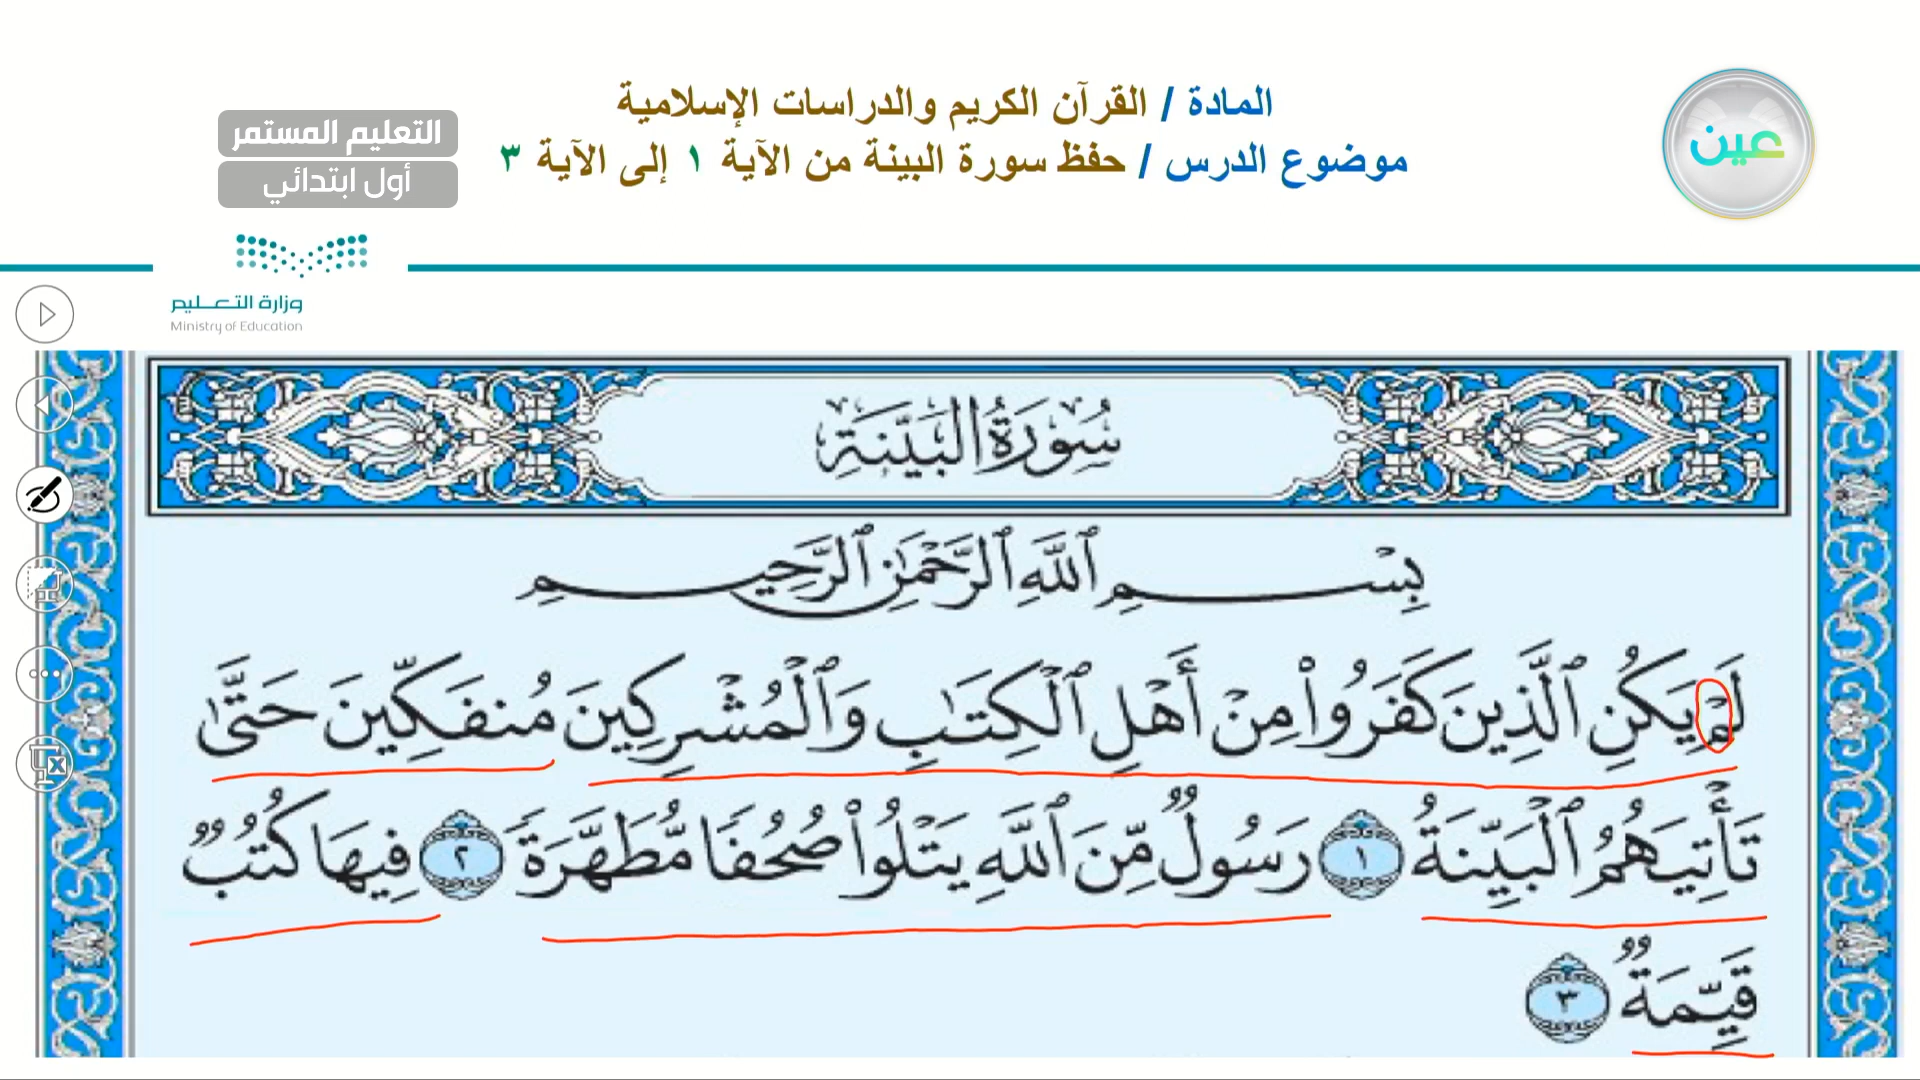 المادة / القرآن الكريم والدراسات الإسلامية
موضوع الدرس / حفظ سورة البينة من الآية ١ إلى الآية ٣
عين
التعليم المستمر
أول ابتدائي
وزارة التعليم
Ministry of Education
سُورَةُ البَيِّنَة
بِسْمِ ٱللَّهِ ٱلرَّحْمَٰنِ ٱلرَّحِيمِ
لَمْ يَكُنِ ٱلَّذِينَ كَفَرُوا۟ مِنْ أَهْلِ ٱلْكِتَٰبِ وَٱلْمُشْرِكِينَ مُنفَكِّينَ حَتَّىٰ
تَأْتِيَهُمُ ٱلْبَيِّنَةُ ١ رَسُولٌ مِّنَ ٱللَّهِ يَتْلُوا۟ صُحُفًا مُّطَهَّرَةً ٢ فِيهَا كُتُبٌ
قَيِّمَةٌ ٣